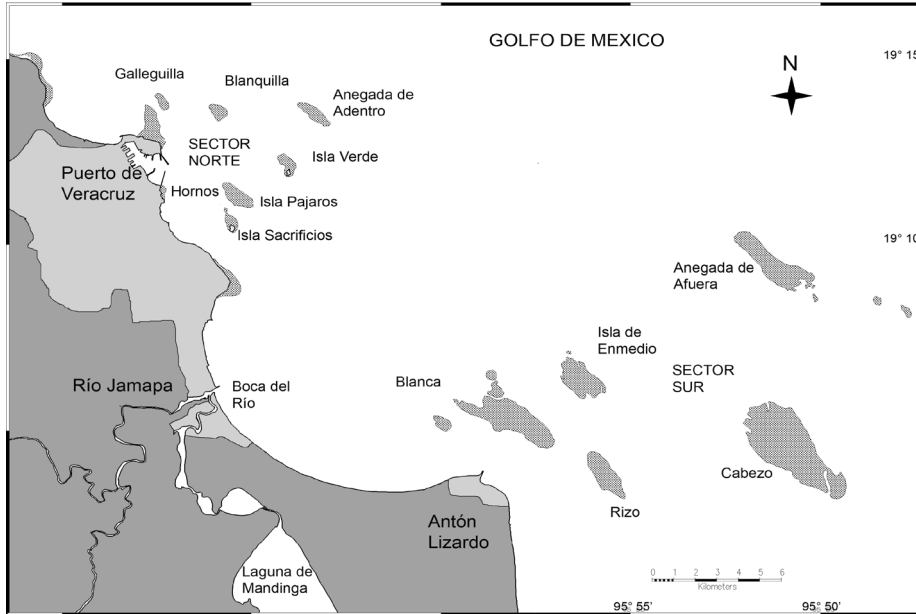 GOLFO DE MEXICO
19° 15'
N
Galleguilla
Blanquilla
Anegada de
Adentro
SECTOR
NORTE
Isla Verde
Puerto de
Veracruz
Hornos
Isla Pajaros
Isla Sacrificios
19° 10'
Anegada de
Afuera
Isla de
Enmedio
SECTOR
SUR
Río Jamapa
Boca del
Río
Blanca
Cabezo
Rizo
Antón
Lizardo
Laguna de
Mandinga
0 1 2 3 4 5 6
Kilometers
95° 55'
95° 50'